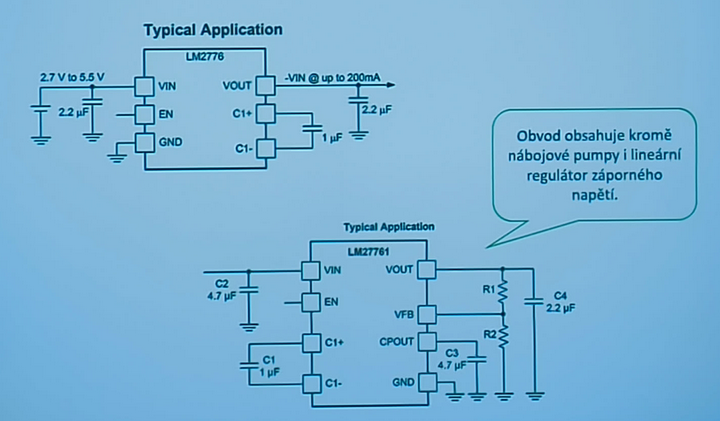 Typical Application
LM2776
2.7 V to 5.5 V
VIN
VOUT
-VIN @ up to 200mA
2.2 µF
EN
C1+
2.2 µF
GND
C1-
1 µF
Obvod obsahuje kromě
nábojové pumpy i lineární
regulátor záporného
napětí.
Typical Application
LM27761
VIN
VOUT
C2
4.7 µF
R1
C4
2.2 µF
EN
VFB
R2
C1+
CPOUT
C3
4.7 µF
C1
1 µF
C1-
GND